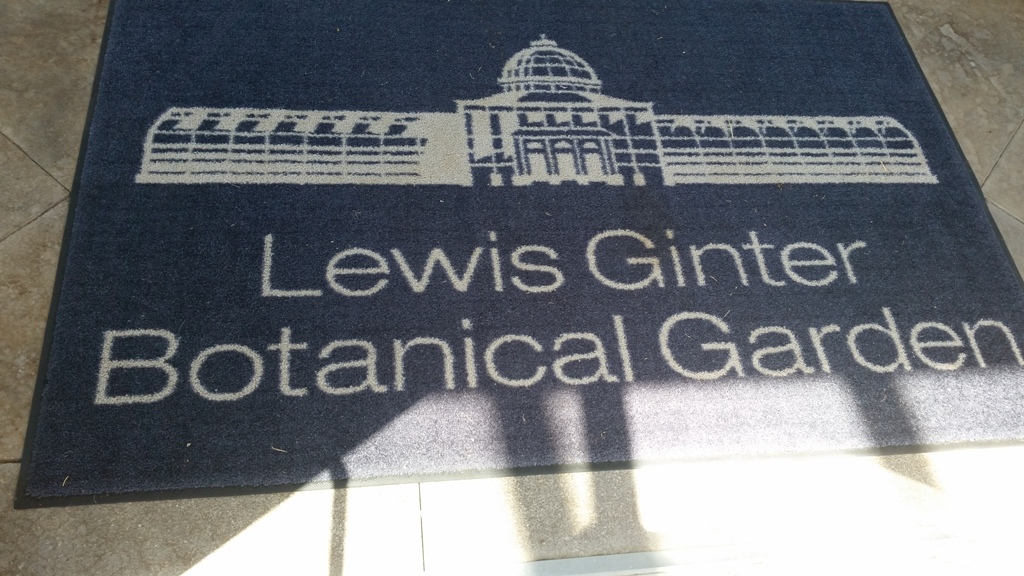 Lewis Ginter
Botanical Garden